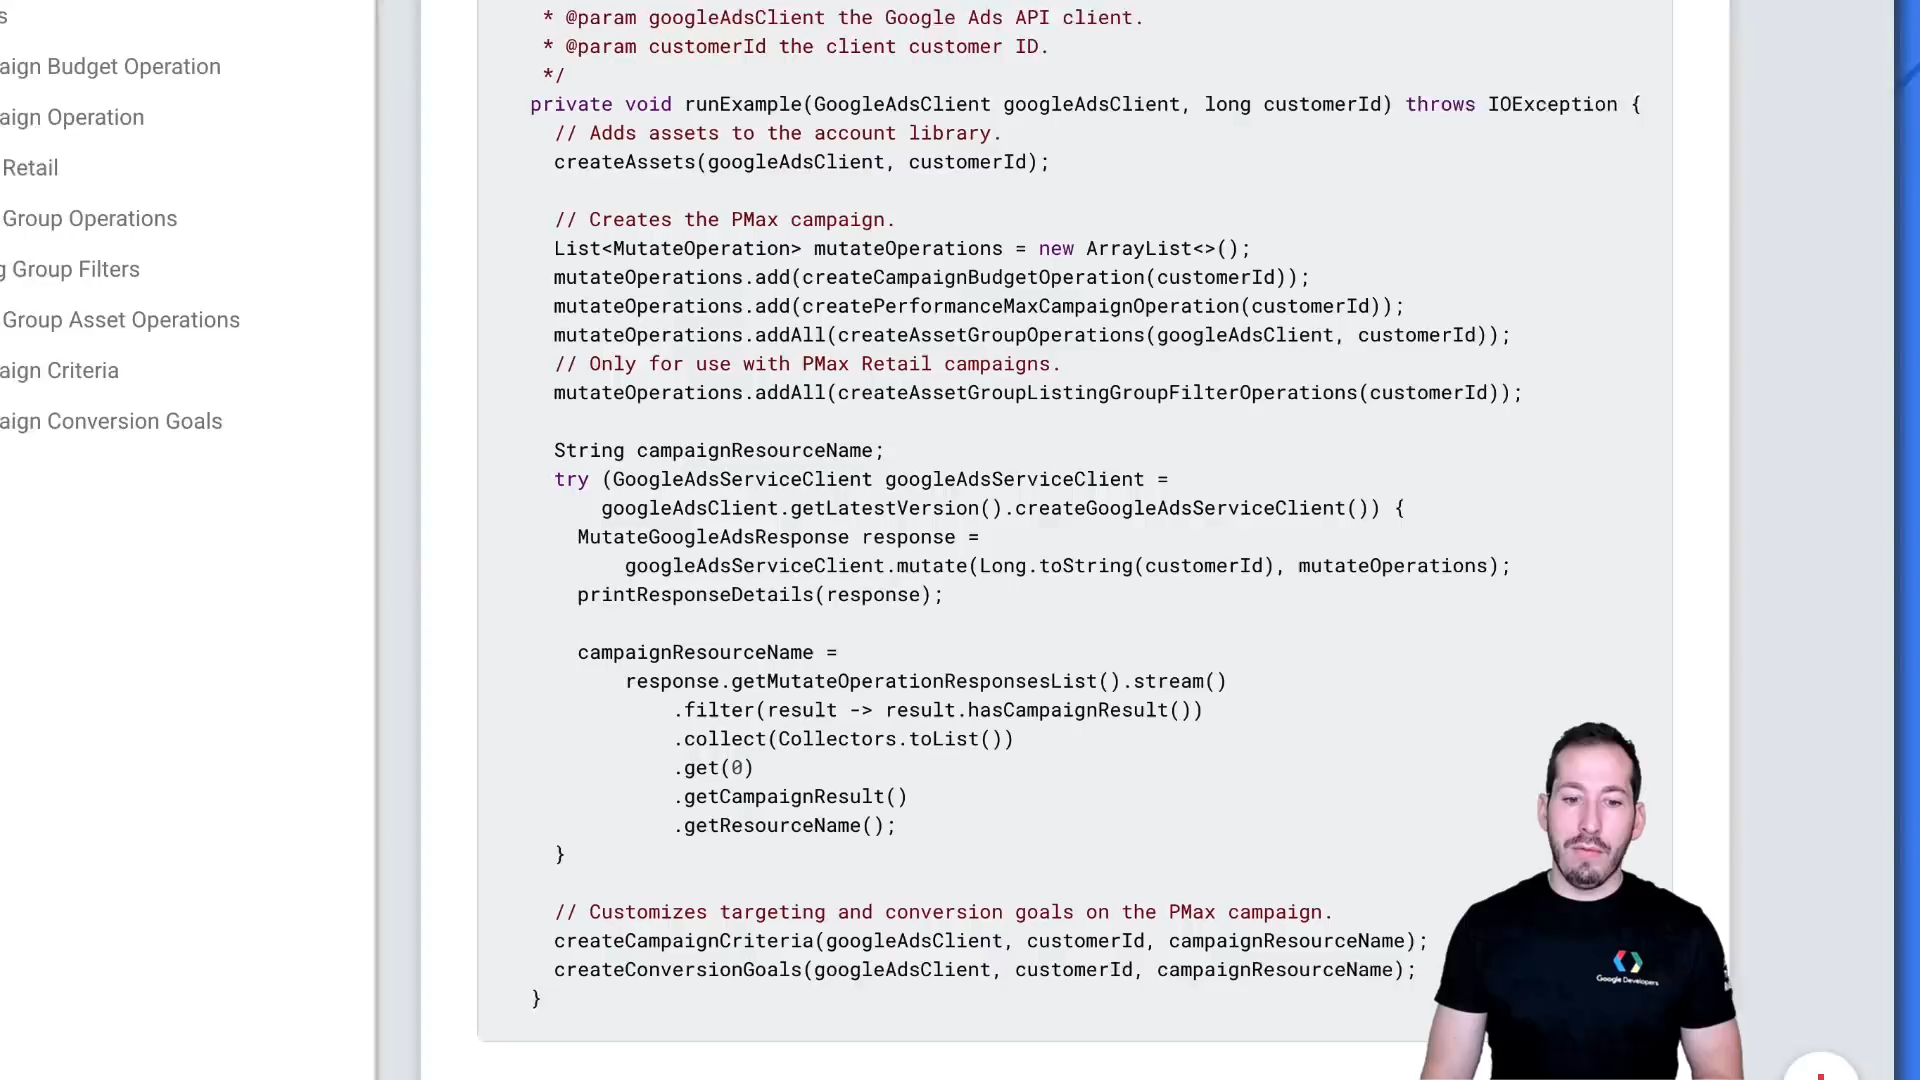 s
aign Budget Operation
aign Operation
Retail
Group Operations
g Group Filters
Group Asset Operations
aign Criteria
aign Conversion Goals
* @param googleAdsClient the Google Ads API client.
* @param customerId the client customer ID.
*/
private void runExample(GoogleAdsClient googleAdsClient, long customerId) throws IOException {
// Adds assets to the account library.
createAssets(googleAdsClient, customerId);
// Creates the PMax campaign.
List<MutateOperation> mutateOperations = new ArrayList<>();
mutateOperations.add(createCampaignBudgetOperation(customerId));
mutateOperations.add(createPerformanceMaxCampaignOperation(customerId));
mutateOperations.addAll(createAssetGroupOperations(googleAdsClient, customerId));
// Only for use with PMax Retail campaigns.
mutateOperations.addAll(createAssetGroupListingGroupFilterOperations(customerId));
String campaignResourceName;
try (GoogleAdsServiceClient googleAdsServiceClient =
googleAdsClient.getLatestVersion().createGoogleAdsServiceClient()) {
MutateGoogleAdsResponse response =
googleAdsServiceClient.mutate(Long.toString(customerId), mutateOperations);
printResponseDetails(response);
campaignResourceName =
response.getMutateOperationResponsesList().stream()
.filter(result -> result.hasCampaignResult())
.collect(Collectors.toList())
.get(0)
.getCampaignResult()
.getResourceName();
}
// Customizes targeting and conversion goals on the PMax campaign.
createCampaignCriteria(googleAdsClient, customerId, campaignResourceName);
createConversionGoals(googleAdsClient, customerId, campaignResourceName);
}
Google Developers